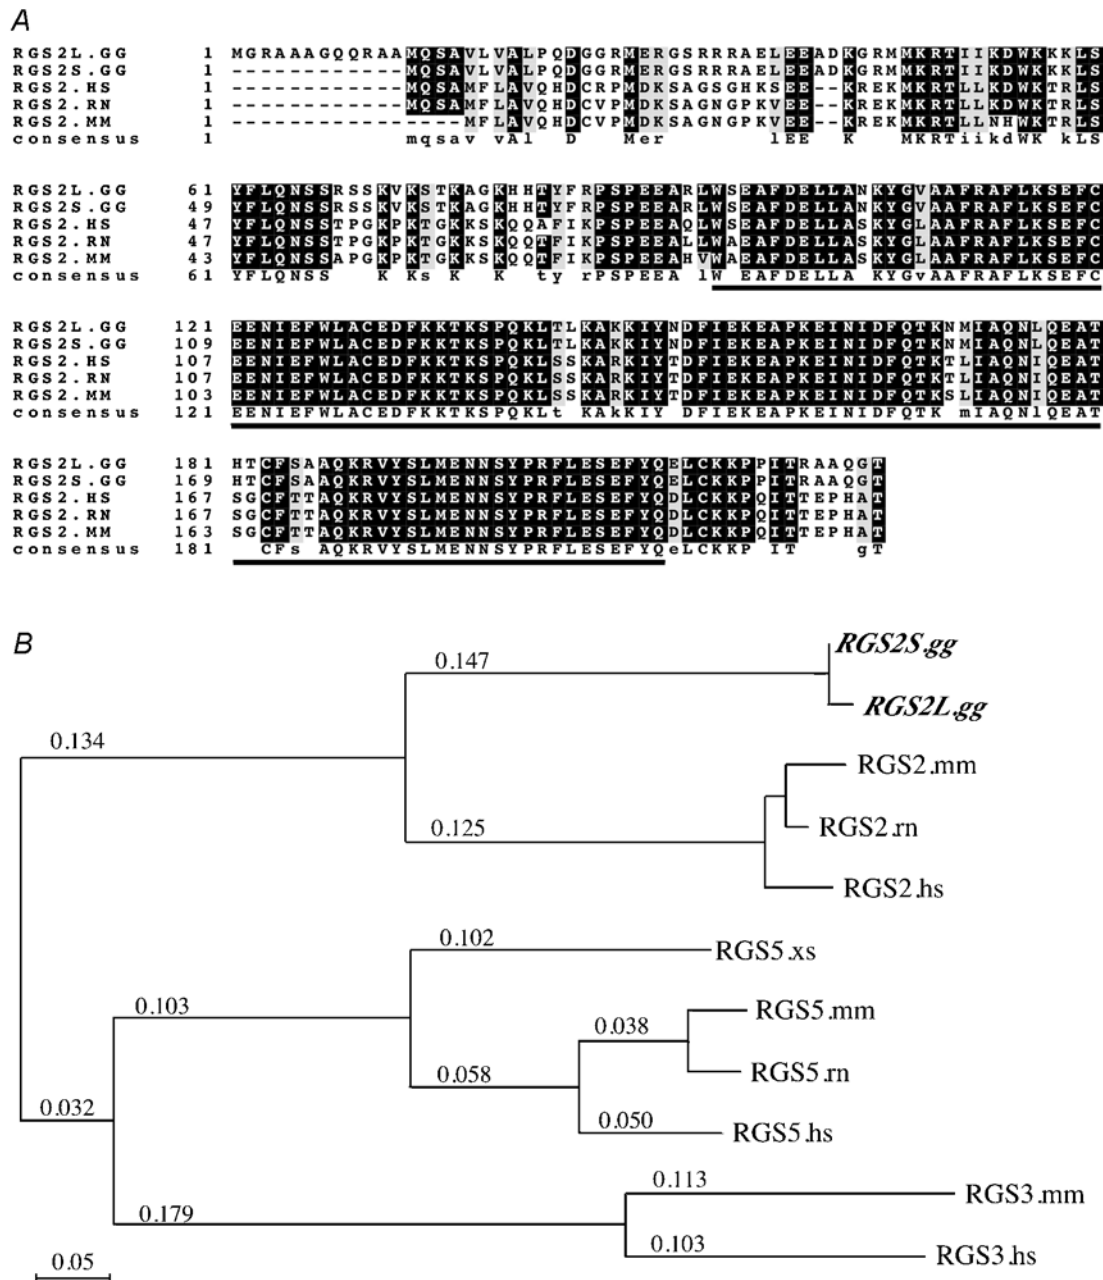 A
RGS2L.GG 1 MGRAAAGQQRAAMQSAVLVALPQDGGRMERGSRRRAELEEADKGRMMKRTIIKDWKKKLS
RGS2S.GG 1 ------------MQSAVLVALPQDGGRMERGSRRRAELEEADKGRMMKRTIIKDWKKKLS
RGS2.HS 1 ------------MQSAMFLAVQHDCRPMDKSAGSGHKSEE--KREKMKRTLLKDWKTRLS
RGS2.RN 1 ------------MQSAMFLAVQHDCVPMDKSAGNGPKVEE--KREKMKRTLLKDWKTRLS
RGS2.MM 1 ----------------MFLAVQHDCVPMDKSAGNGPKVEE--KREKMKRTLLNHWKTRLS
consensus 1 mqsav vAl D Mer lEE K MKRTiikdWK kLS
RGS2L.GG 61 YFLQNSSRSSKVKSTKAGKHHTYFRPSPEEARLWSEAFDELLANKYGVAAFRAFLKSEFC
RGS2S.GG 49 YFLQNSSRSSKVKSTKAGKHHTYFRPSPEEARLWSEAFDELLANKYGVAAFRAFLKSEFC
RGS2.HS 47 YFLQNSSTPGKPKTGKKSKQQAFIKPSPEEAQLWSEAFDELLASKYGLAAFRAFLKSEFC
RGS2.RN 47 YFLQNSSTPGKPKTGKKSKQQTFIKPSPEEALLWAEAFDELLASKYGLAAFRAFLKSEFC
RGS2.MM 43 YFLQNSSAPGKPKTGKKSKQQTFIKPSPEEAHVWAEAFDELLASKYGLAAFRAFLKSEFC
consensus 61 YFLQNSS K Ks K K ty rPSPEEA lW EAFDELLA KYGvAAFRAFLKSEFC
RGS2L.GG 121 EENIEFWLACEDFKKTKSPQKLTLKAKKIYNDFIEKEAPKEINIDFQTKNMIAQNLQEAT
RGS2S.GG 109 EENIEFWLACEDFKKTKSPQKLTLKAKKIYNDFIEKEAPKEINIDFQTKNMIAQNLQEAT
RGS2.HS 107 EENIEFWLACEDFKKTKSPQKLSSKARKIYTDFIEKEAPKEINIDFQTKTLIAQNIQEAT
RGS2.RN 107 EENIEFWLACEDFKKTKSPQKLSSKARKIYTDFIEKEAPKEINIDFQTKTLIAQNIQEAT
RGS2.MM 103 EENIEFWLACEDFKKTKSPQKLSSKARKIYTDFIEKEAPKEINIDFQTKSLIAQNIQEAT
consensus 121 EENIEFWLACEDFKKTKSPQKLt KAkKIY DFIEKEAPKEINIDFQTK mIAQNlQEAT
RGS2L.GG 181 HTCFSAAQKRVYSLMENNSYPRFLESEFYQELCKKPPITRAAQGT
RGS2S.GG 169 HTCFSAAQKRVYSLMENNSYPRFLESEFYQELCKKPPITRAAQGT
RGS2.HS 167 SGCFTTAQKRVYSLMENNSYPRFLESEFYQDLCKKPQITTEPHAT
RGS2.RN 167 SGCFTTAQKRVYSLMENNSYPRFLESEFYQDLCKKPQITTEPHAT
RGS2.MM 163 SGCFTTAQKRVYSLMENNSYPRFLESEFYQDLCKKPQITTEPHAT
consensus 181 CFs AQKRVYSLMENNSYPRFLESEFYQeLCKKP IT gT
B
RGS2S.gg
0.147
RGS2L.gg
0.134
RGS2.mm
0.125
RGS2.rn
RGS2.hs
0.102
RGS5.xs
0.103
RGS5.mm
0.038
RGS5.rn
0.058
0.050
RGS5.hs
0.032
0.113
RGS3.mm
0.179
0.103
RGS3.hs
0.05